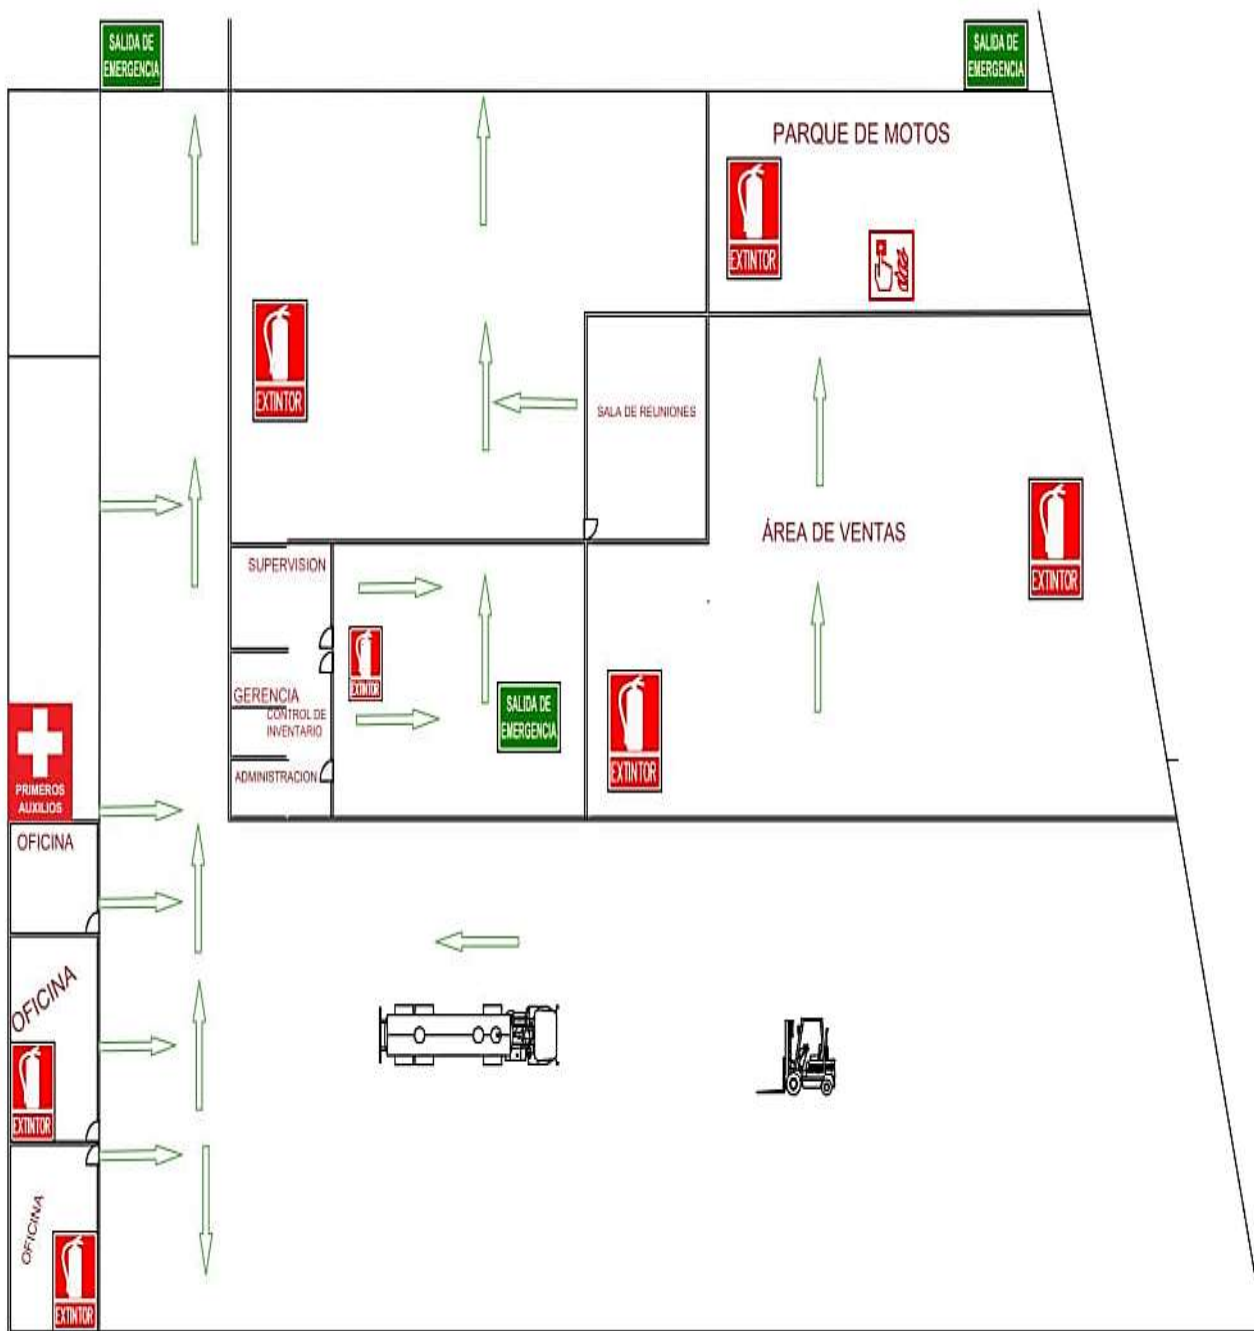 SALIDA DE
EMERGENCIA
SALIDA DE
EMERGENCIA
PARQUE DE MOTOS
EXTINTOR
EXTINTOR
SALA DE REUNIONES
ÁREA DE VENTAS
EXTINTOR
SUPERVISION
EXTINTOR
GERENCIA
CONTROL DE
INVENTARIO
SALIDA DE
EMERGENCIA
EXTINTOR
ADMINISTRACION
PRIMEROS
AUXILIOS
OFICINA
OFICINA
EXTINTOR
OFICINA
EXTINTOR